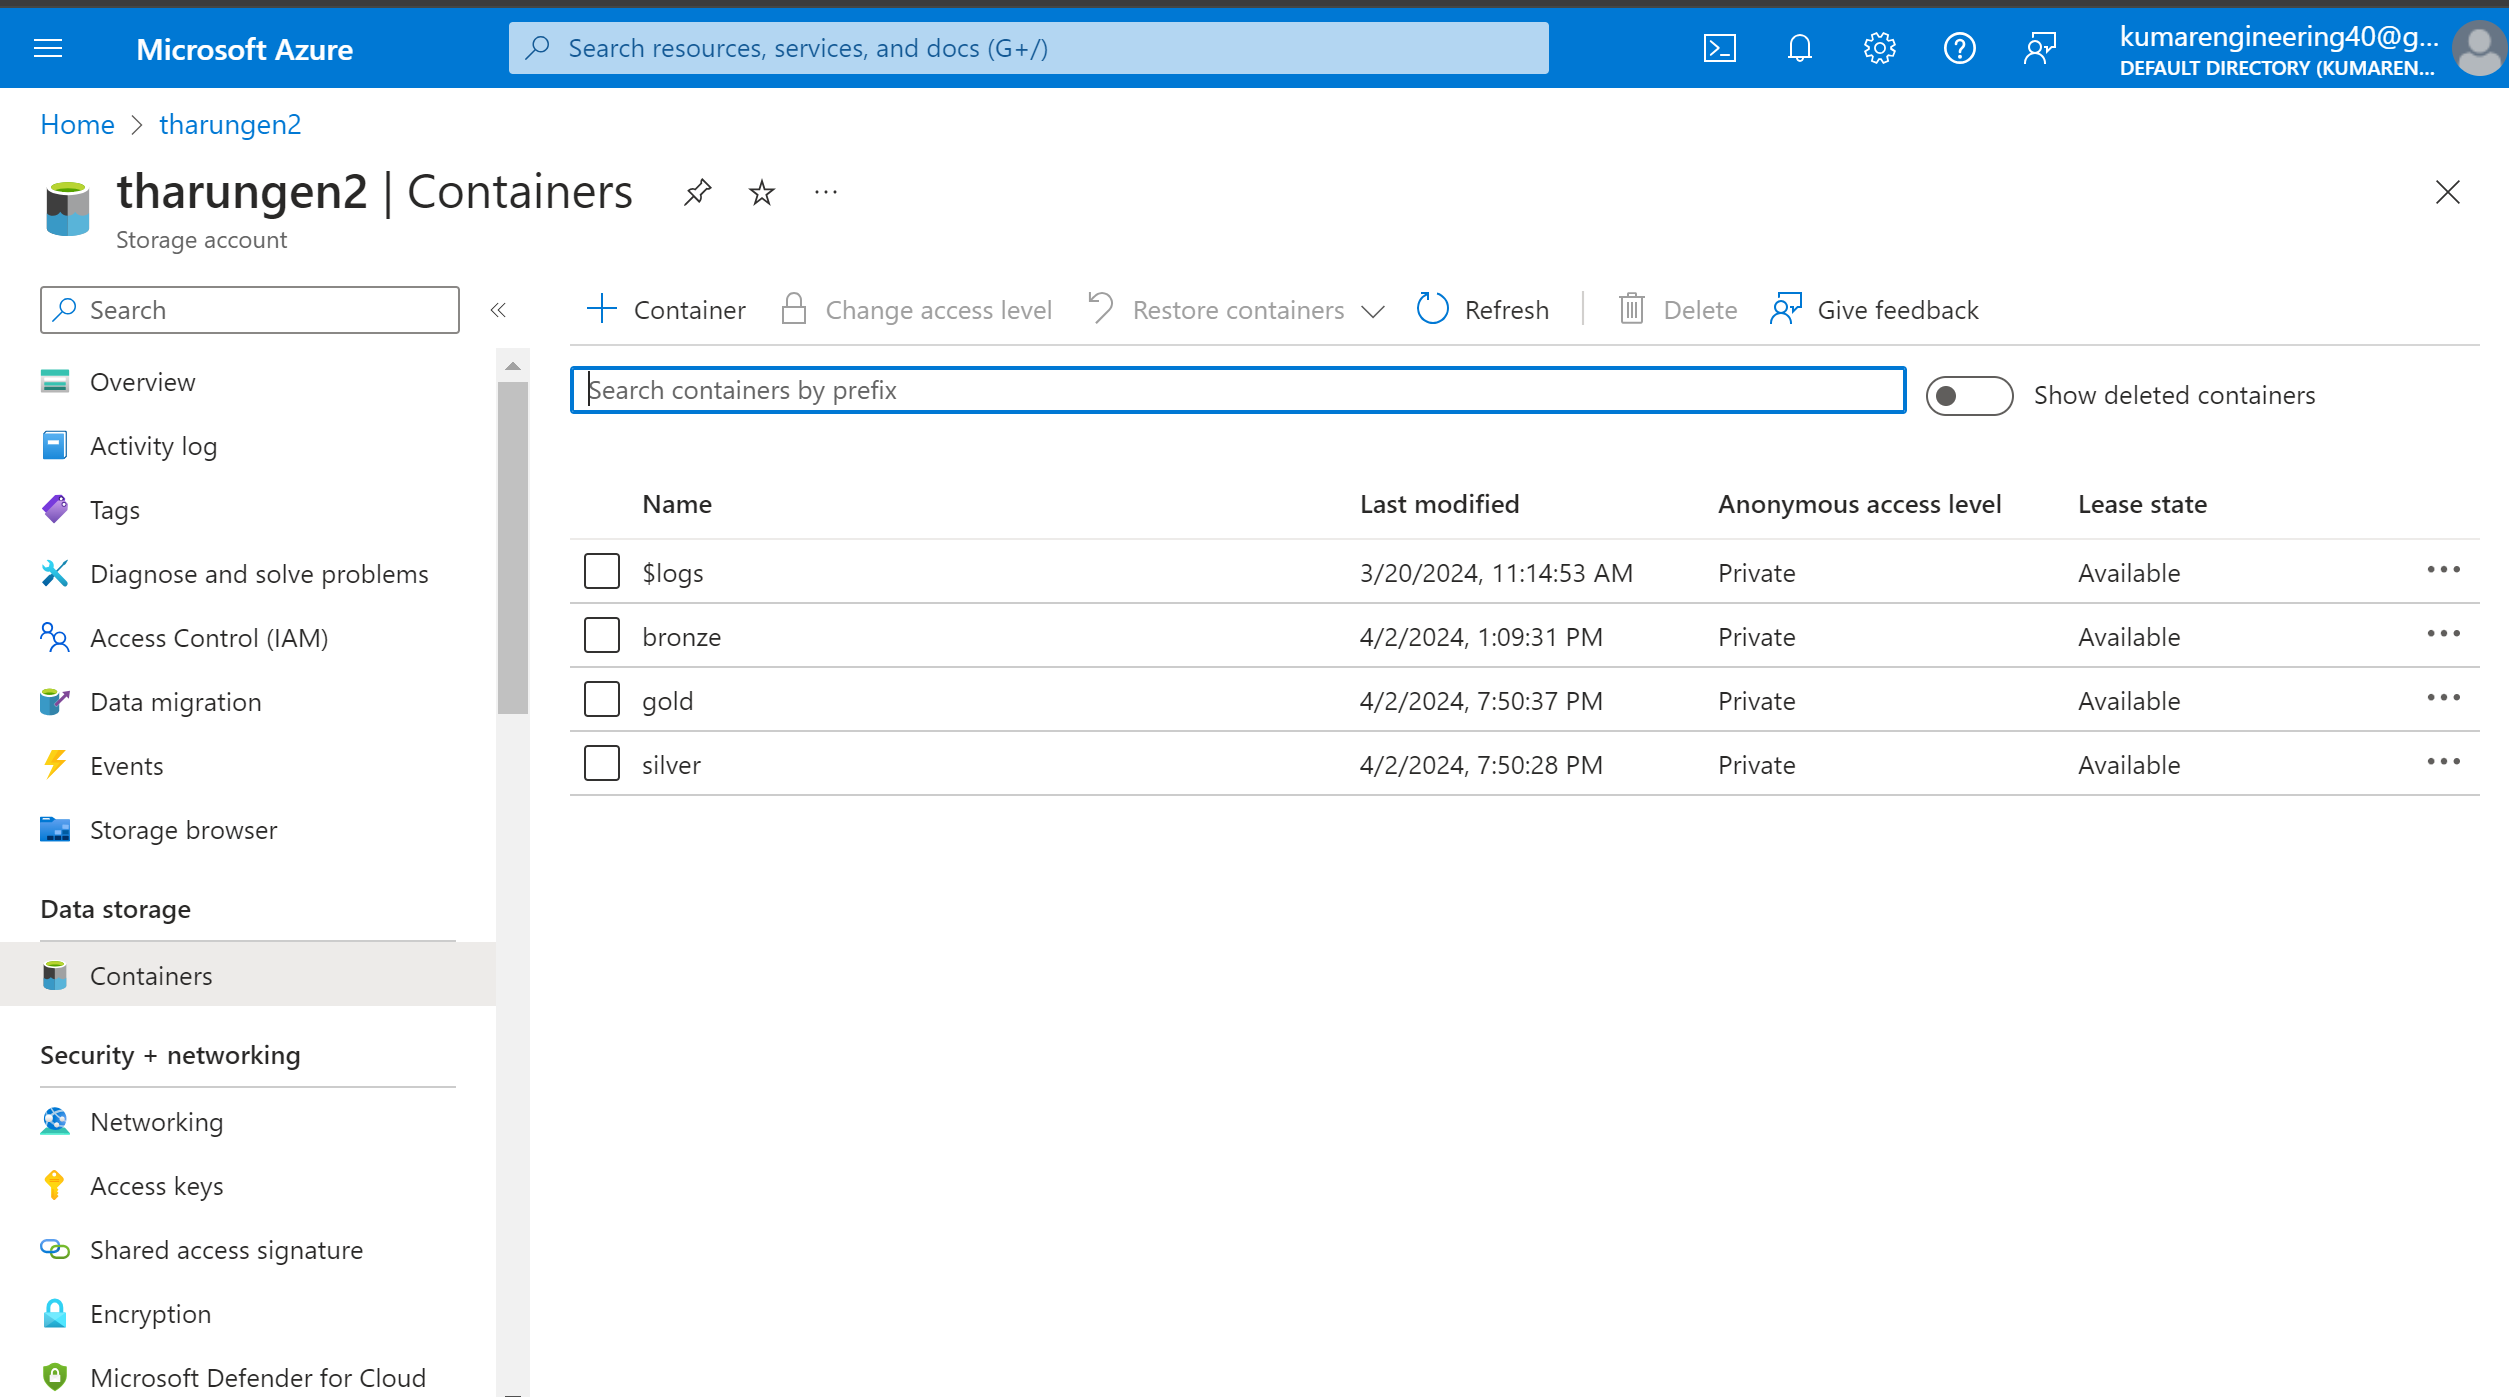 Microsoft Azure
Search resources, services, and docs (G+/)
kumarengineering40@g...
DEFAULT DIRECTORY (KUMAREN...
Home > tharungen2
tharungen2 | Containers
Storage account
Search
Container
Change access level
Restore containers
Refresh
Delete
Give feedback
Search containers by prefix
Show deleted containers
Overview
Activity log
Tags
Diagnose and solve problems
Access Control (IAM)
Data migration
Events
Storage browser
Data storage
Containers
Security + networking
Networking
Access keys
Shared access signature
Encryption
Microsoft Defender for Cloud
Name Last modified Anonymous access level Lease state
$logs 3/20/2024, 11:14:53 AM Private Available
bronze 4/2/2024, 1:09:31 PM Private Available
gold 4/2/2024, 7:50:37 PM Private Available
silver 4/2/2024, 7:50:28 PM Private Available